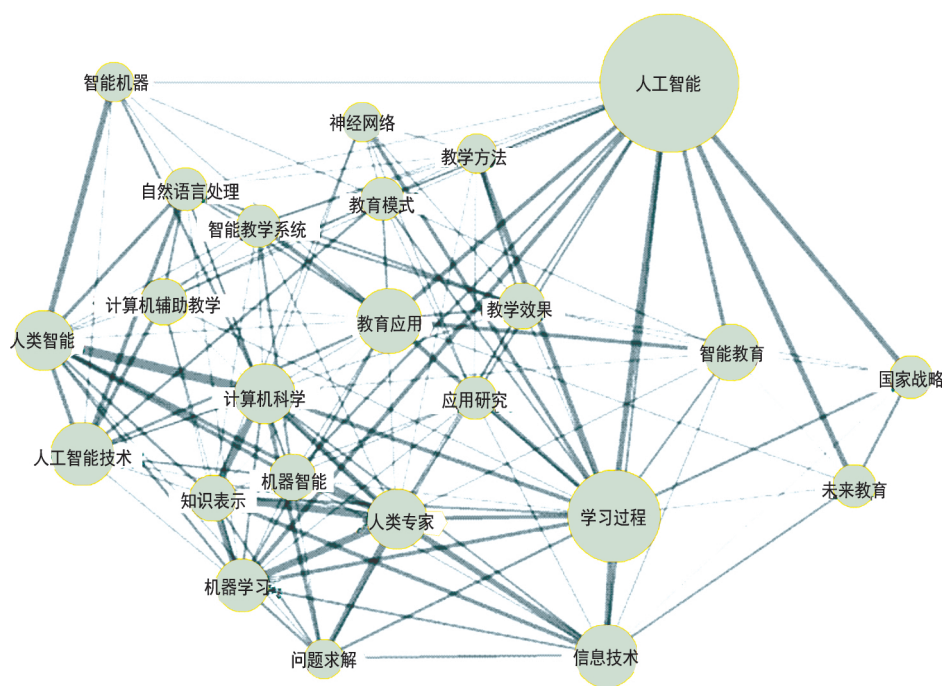 智能机器
人工智能
神经网络
教学方法
自然语言处理
教育模式
智能教学系统
计算机辅助教学
教学效果
教育应用
人类智能
智能教育
国家战略
计算机科学
应用研究
人工智能技术
机器智能
知识表示
未来教育
人类专家
学习过程
机器学习
问题求解
信息技术